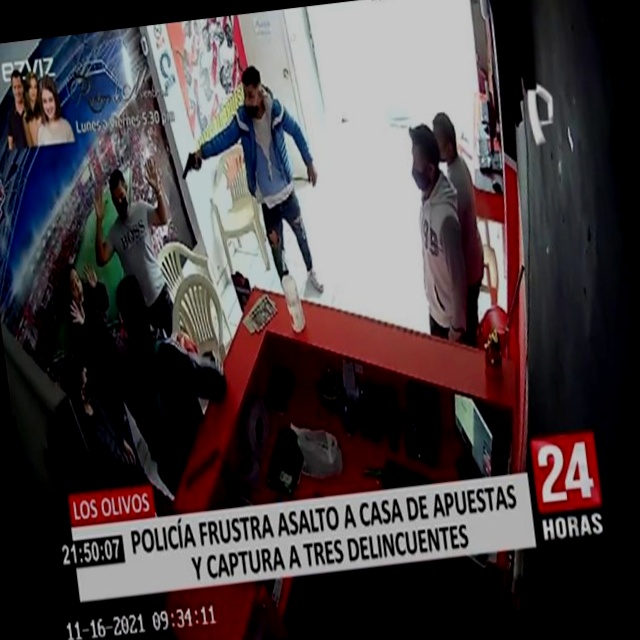 ezviz
Lunes a viernes 5:30 pm
LOS OLIVOS
21:50:07
POLICÍA FRUSTRA ASALTO A CASA DE APUESTAS
Y CAPTURA A TRES DELINCUENTES
24
HORAS
11-16-2021 09:34:11